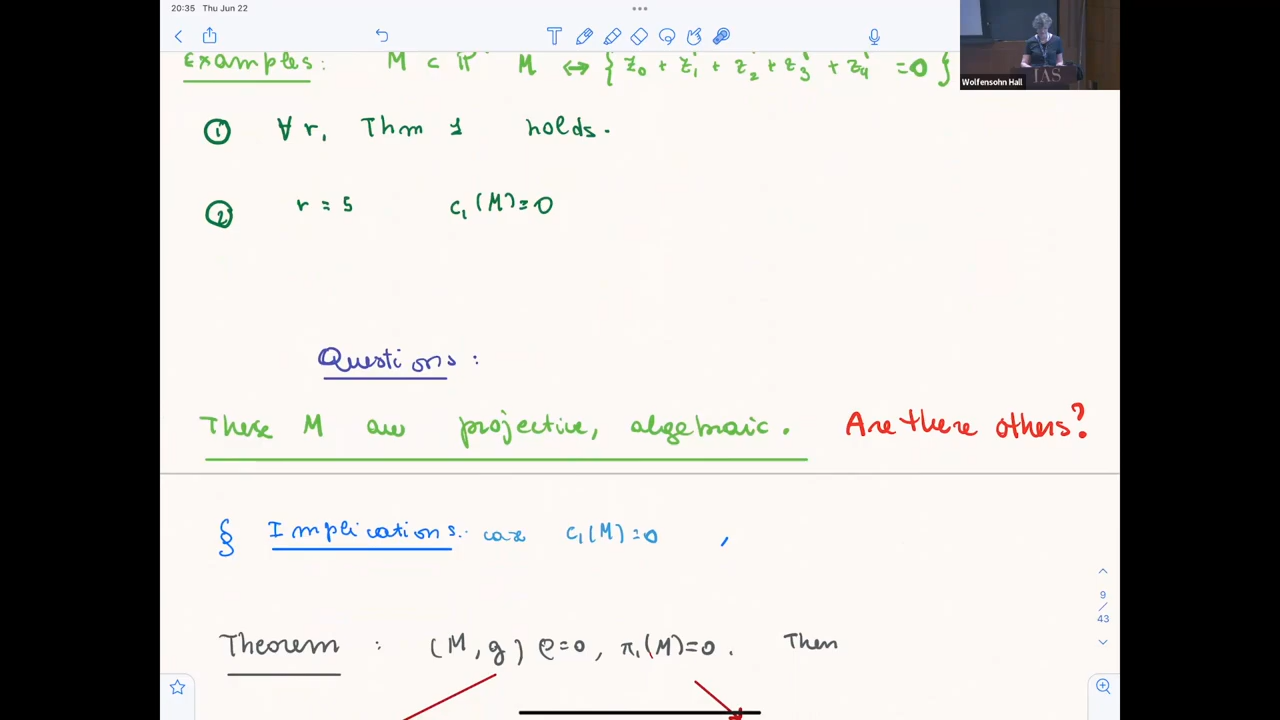 20:35 Thu Jun 22
Examples: M ⊂ ℙ M ↔ { z₀ + z₁ + z₂ + z₃ + z₄ = 0 }
IAS
Wolfensohn Hall
① ∀ r, Thm 1 holds.
② r = 5 c₁(M) = 0
Questions:
These M are projective, algebraic. Are there others?
§ Implications: case c₁(M) = 0 ,
9
/
43
Theorem : (M, g) ϱ=0, π₁(M)=0. Then